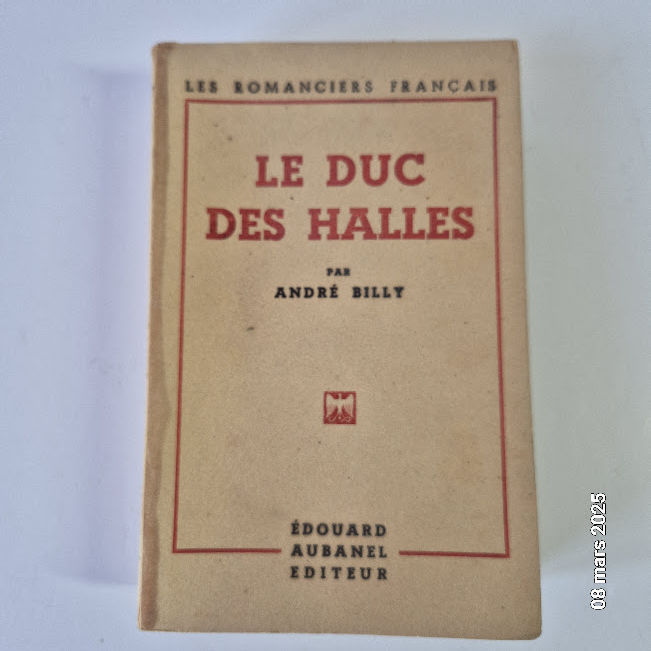 LES ROMANCIERS FRANÇAIS
LE DUC
DES HALLES
PAR
ANDRÉ BILLY
ÉDOUARD
AUBANEL
EDITEUR
08 mars 2025